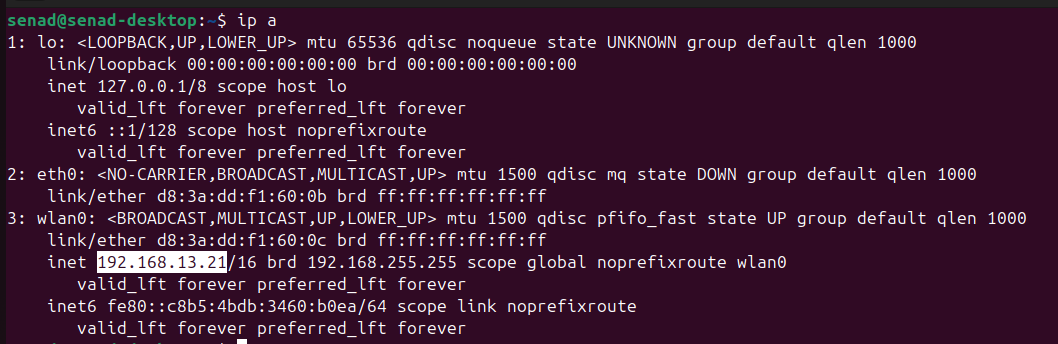 senad@senad-desktop:~$ ip a
1: lo: <LOOPBACK,UP,LOWER_UP> mtu 65536 qdisc noqueue state UNKNOWN group default qlen 1000
    link/loopback 00:00:00:00:00:00 brd 00:00:00:00:00:00
    inet 127.0.0.1/8 scope host lo
       valid_lft forever preferred_lft forever
    inet6 ::1/128 scope host noprefixroute
       valid_lft forever preferred_lft forever
2: eth0: <NO-CARRIER,BROADCAST,MULTICAST,UP> mtu 1500 qdisc mq state DOWN group default qlen 1000
    link/ether d8:3a:dd:f1:60:0b brd ff:ff:ff:ff:ff:ff
3: wlan0: <BROADCAST,MULTICAST,UP,LOWER_UP> mtu 1500 qdisc pfifo_fast state UP group default qlen 1000
    link/ether d8:3a:dd:f1:60:0c brd ff:ff:ff:ff:ff:ff
    inet 192.168.13.21/16 brd 192.168.255.255 scope global noprefixroute wlan0
       valid_lft forever preferred_lft forever
    inet6 fe80::c8b5:4bdb:3460:b0ea/64 scope link noprefixroute
       valid_lft forever preferred_lft forever